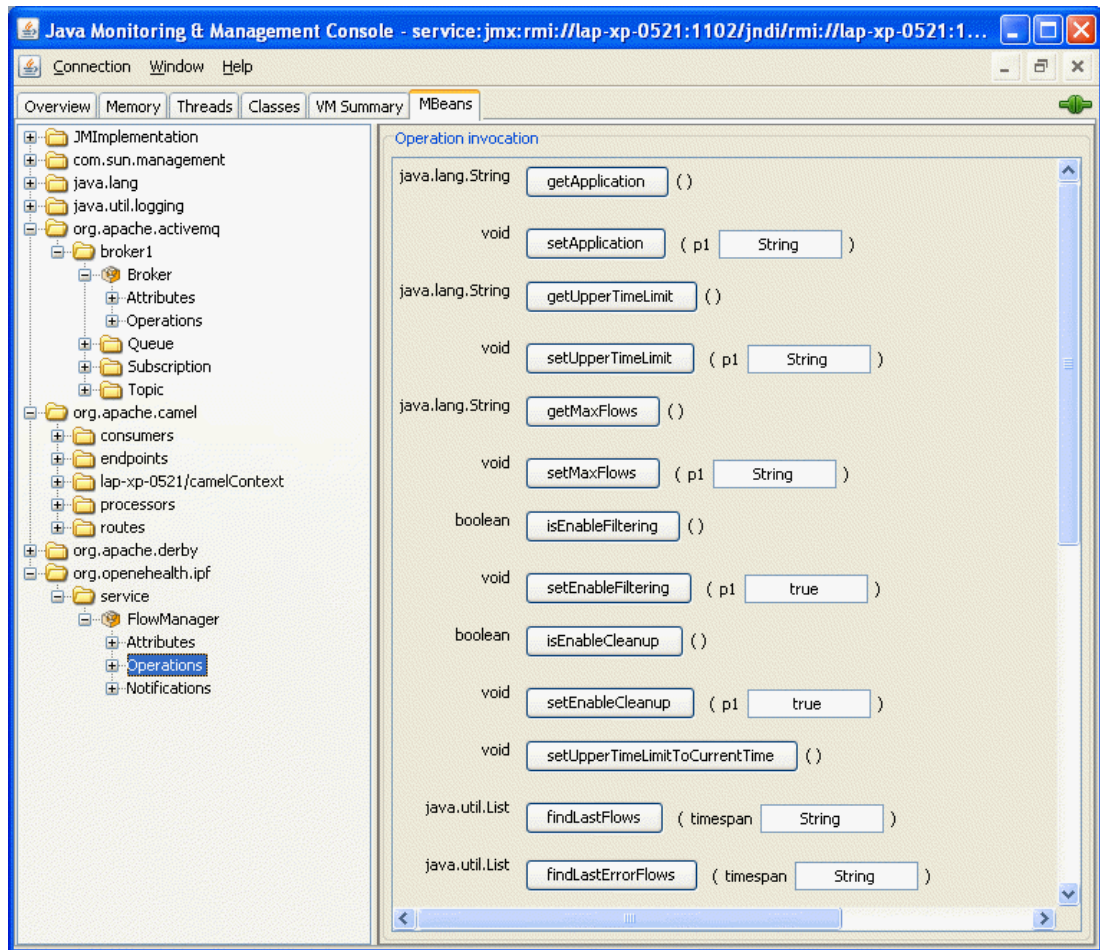 Java Monitoring & Management Console - service:jmx:rmi://lap-xp-0521:1102/jndi/rmi://lap-xp-0521:1...
Connection Window Help
Overview Memory Threads Classes VM Summary MBeans
JMImplementation
com.sun.management
java.lang
java.util.logging
org.apache.activemq
broker1
Broker
Attributes
Operations
Queue
Subscription
Topic
org.apache.camel
consumers
endpoints
lap-xp-0521/camelContext
processors
routes
org.apache.derby
org.openehealth.ipf
service
FlowManager
Attributes
Operations
Notifications
Operation invocation
java.lang.String getApplication ( )
void setApplication ( p1 String )
java.lang.String getUpperTimeLimit ( )
void setUpperTimeLimit ( p1 String )
java.lang.String getMaxFlows ( )
void setMaxFlows ( p1 String )
boolean isEnableFiltering ( )
void setEnableFiltering ( p1 true )
boolean isEnableCleanup ( )
void setEnableCleanup ( p1 true )
void setUpperTimeLimitToCurrentTime ( )
java.util.List findLastFlows ( timespan String )
java.util.List findLastErrorFlows ( timespan String )